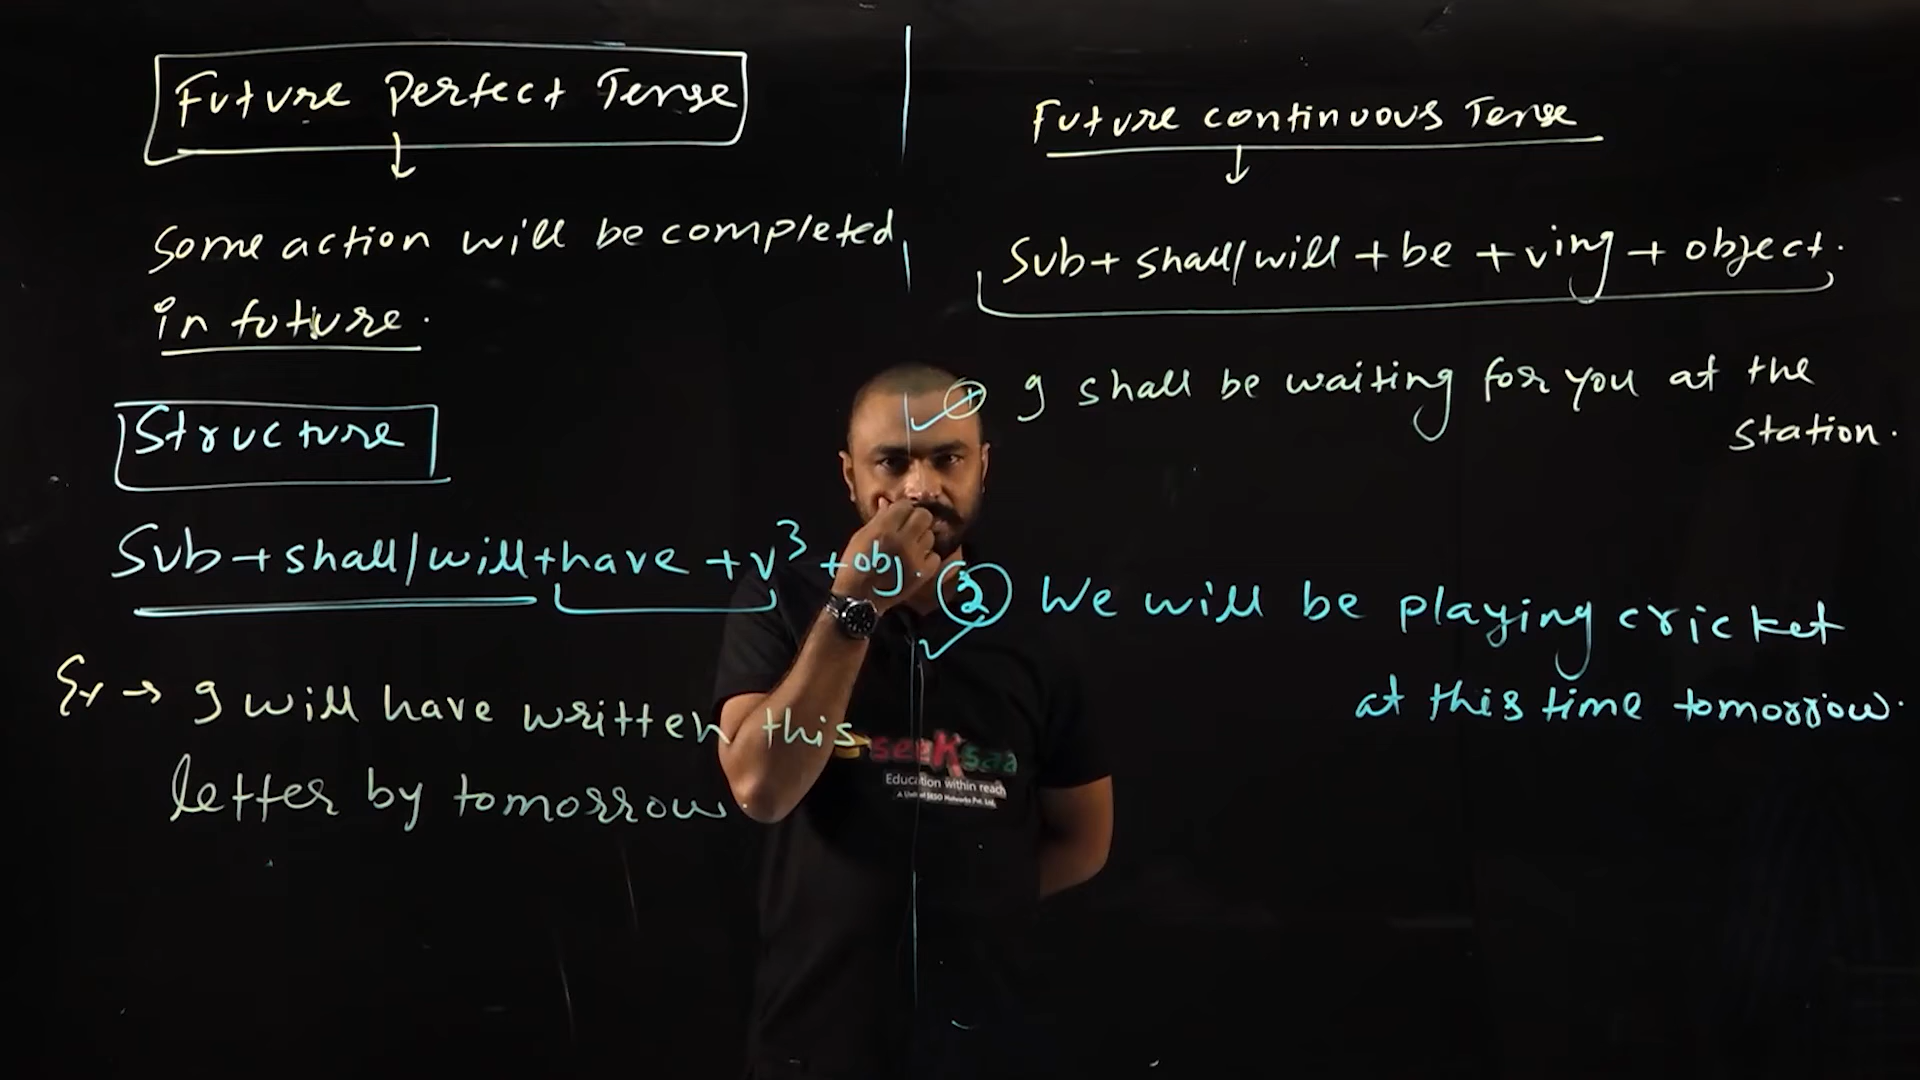 Future Perfect Tense
↓
Some action will be completed
in future.
Structure
Sub + shall/will + have + v³ + obj.
Ex → I will have written this
letter by tomorrow.
Future continuous Tense
↓
Sub + shall/will + be + ving + object.
① I shall be waiting for you at the
station.
② We will be playing cricket
at this time tomorrow.
seeKsaa
Education within reach